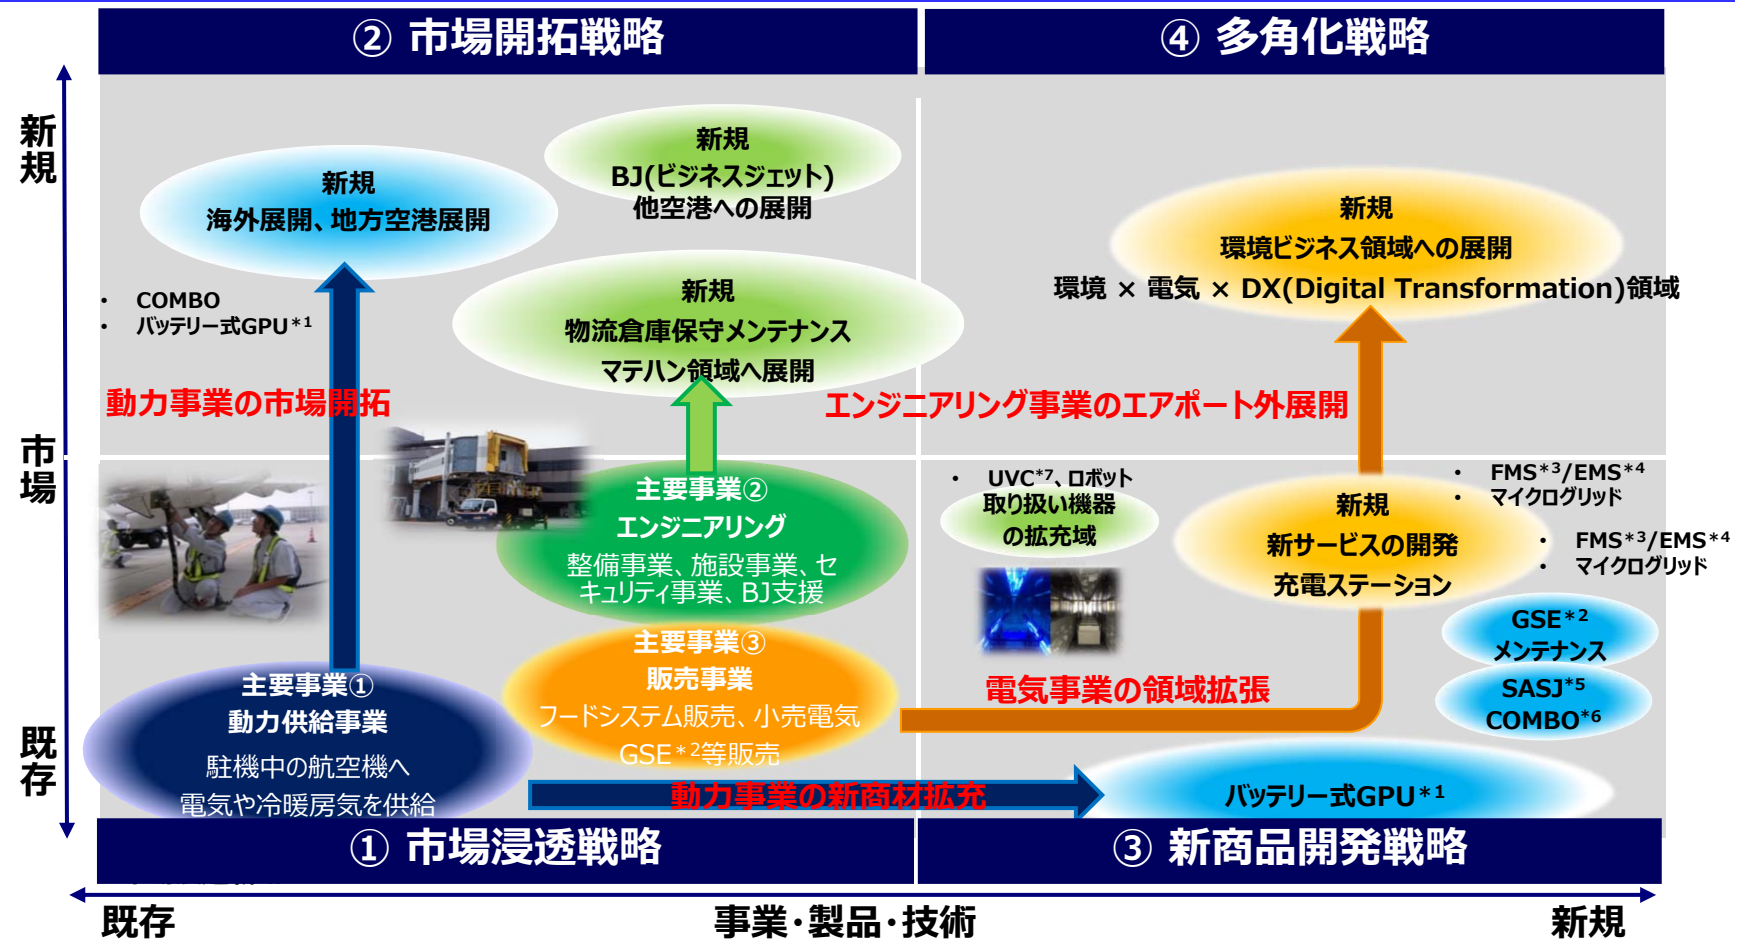 ② 市場開拓戦略
④ 多角化戦略
新規
市場
既存
新規
海外展開、地方空港展開
新規
BJ(ビジネスジェット)
他空港への展開
新規
物流倉庫保守メンテナンス
マテハン領域へ展開
新規
環境ビジネス領域への展開
環境 × 電気 × DX(Digital Transformation)領域
• COMBO
• バッテリー式GPU*1
動力事業の市場開拓
エンジニアリング事業のエアポート外展開
主要事業②
エンジニアリング
整備事業、施設事業、セ
キュリティ事業、BJ支援
主要事業③
販売事業
フードシステム販売、小売電気
GSE*2等販売
主要事業①
動力供給事業
駐機中の航空機へ
電気や冷暖房気を供給
• UVC*7、ロボット
取り扱い機器
の拡充域
新規
新サービスの開発
充電ステーション
• FMS*3/EMS*4
• マイクログリッド
• FMS*3/EMS*4
• マイクログリッド
GSE*2
メンテナンス
SASJ*5
COMBO*6
電気事業の領域拡張
動力事業の新商材拡充
バッテリー式GPU*1
① 市場浸透戦略
③ 新商品開発戦略
既存
事業・製品・技術
新規